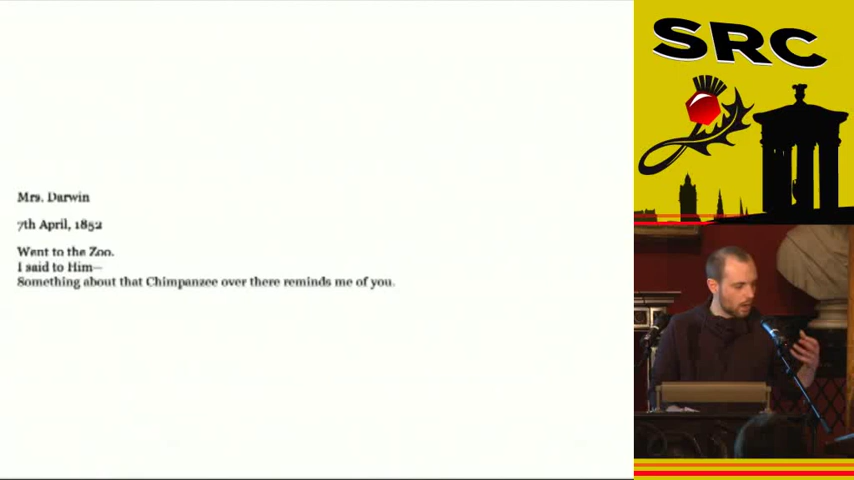 SRC
Mrs. Darwin
7th April, 1852
Went to the Zoo.
I said to Him—
Something about that Chimpanzee over there reminds me of you.